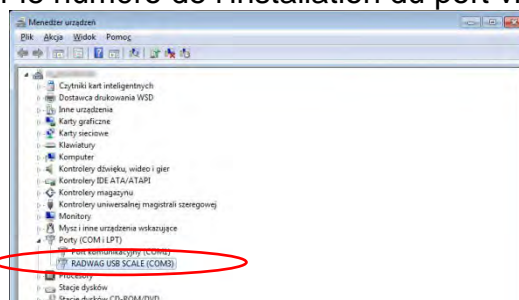 le numéro de l'installation du port
Menedżer urządzeń
Plik Akcja Widok Pomoc
Czytniki kart inteligentnych
Dostawca drukowania WSD
Inne urządzenia
Karty graficzne
Karty sieciowe
Klawiatury
Komputer
Kontrolery dźwięku, wideo i gier
Kontrolery IDE ATA/ATAPI
Kontrolery magazynu
Kontrolery uniwersalnej magistrali szeregowej
Monitory
Mysz i inne urządzenia wskazujące
Porty (COM i LPT)
Port komunikacyjny (COM2)
RADWAG USB SCALE (COM3)
Procesory
Stacje dysków
Stacje dysków CD-ROM/DVD